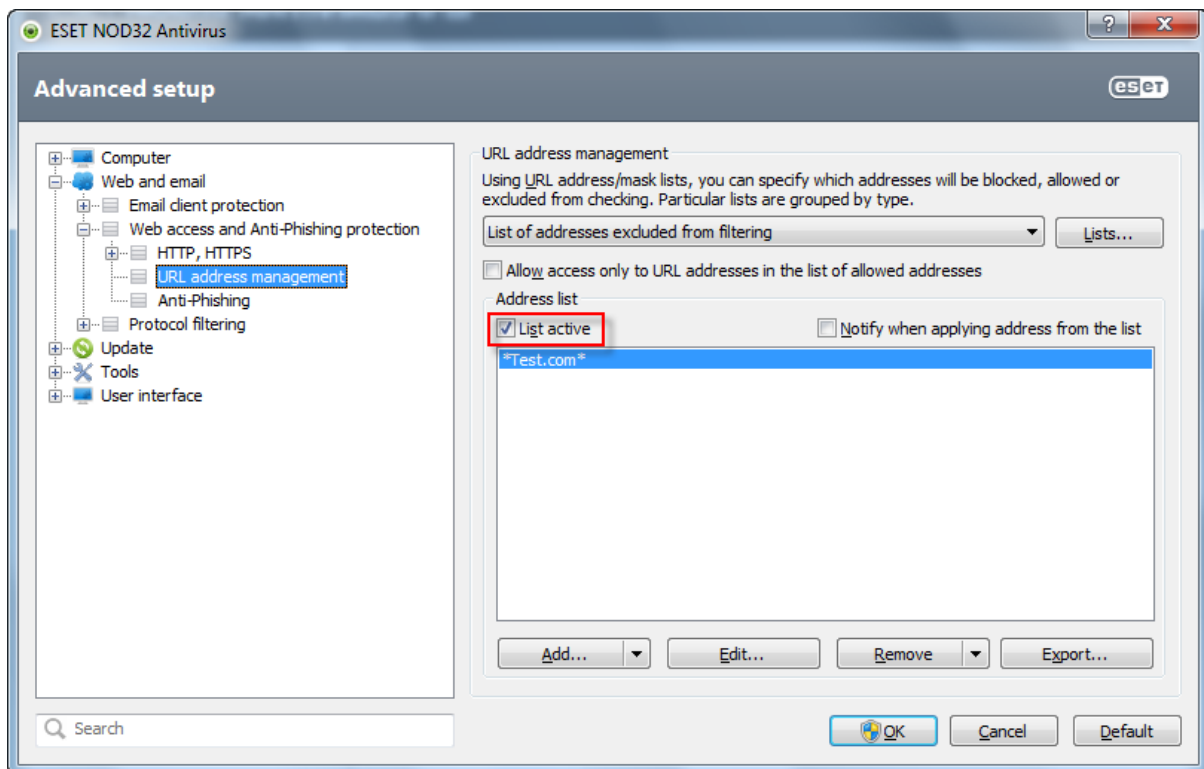 ESET NOD32 Antivirus
?
X
Advanced setup
eseT
Computer
Web and email
Email client protection
Web access and Anti-Phishing protection
HTTP, HTTPS
URL address management
Anti-Phishing
Protocol filtering
Update
Tools
User interface
Search
URL address management
Using URL address/mask lists, you can specify which addresses will be blocked, allowed or
excluded from checking. Particular lists are grouped by type.
List of addresses excluded from filtering
Lists...
Allow access only to URL addresses in the list of allowed addresses
Address list
List active
Notify when applying address from the list
*Test.com*
Add...
Edit...
Remove
Export...
OK
Cancel
Default